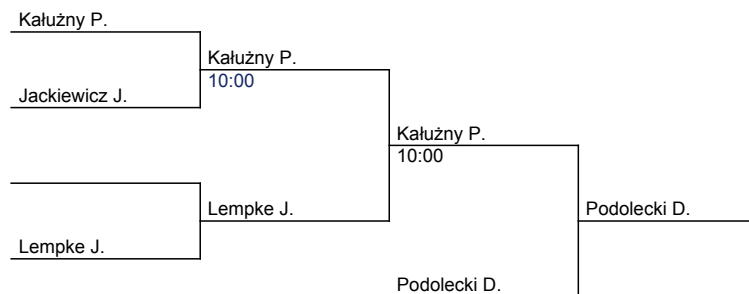 Kałużny P.
Kałużny P.
10:00
Jackiewicz J.
Kałużny P.
10:00
Lempke J.
Podolecki D.
Lempke J.
Podolecki D.